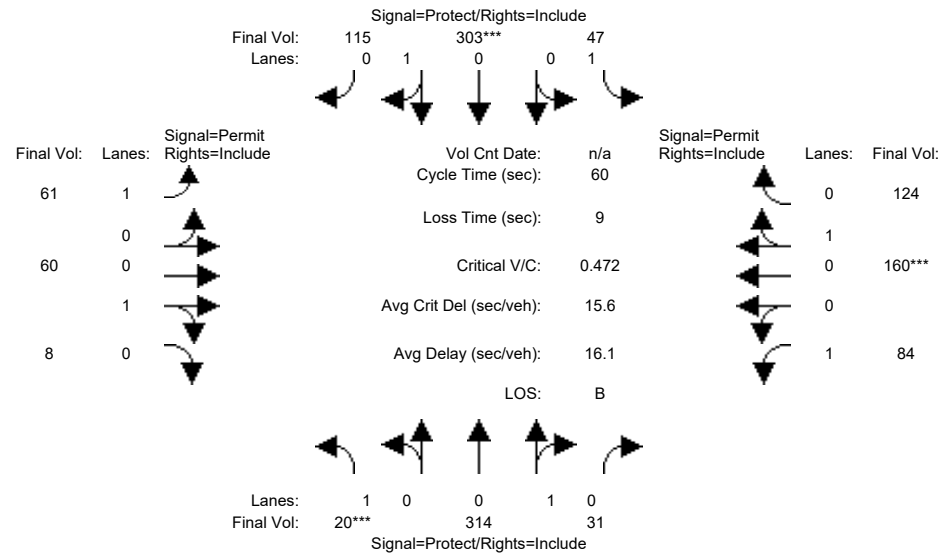 Signal=Protect/Rights=Include
Final Vol: 115 303*** 47
Lanes: 0 1 0 0 1
Signal=Permit Signal=Permit
Final Vol: Lanes: Rights=Include Vol Cnt Date: n/a Rights=Include Lanes: Final Vol:
Cycle Time (sec): 60
61 1 0 124
Loss Time (sec): 9
0 1
60 0 Critical V/C: 0.472 0 160***
1 Avg Crit Del (sec/veh): 15.6 0
8 0 Avg Delay (sec/veh): 16.1 1 84
LOS: B
Lanes: 1 0 0 1 0
Final Vol: 20*** 314 31
Signal=Protect/Rights=Include